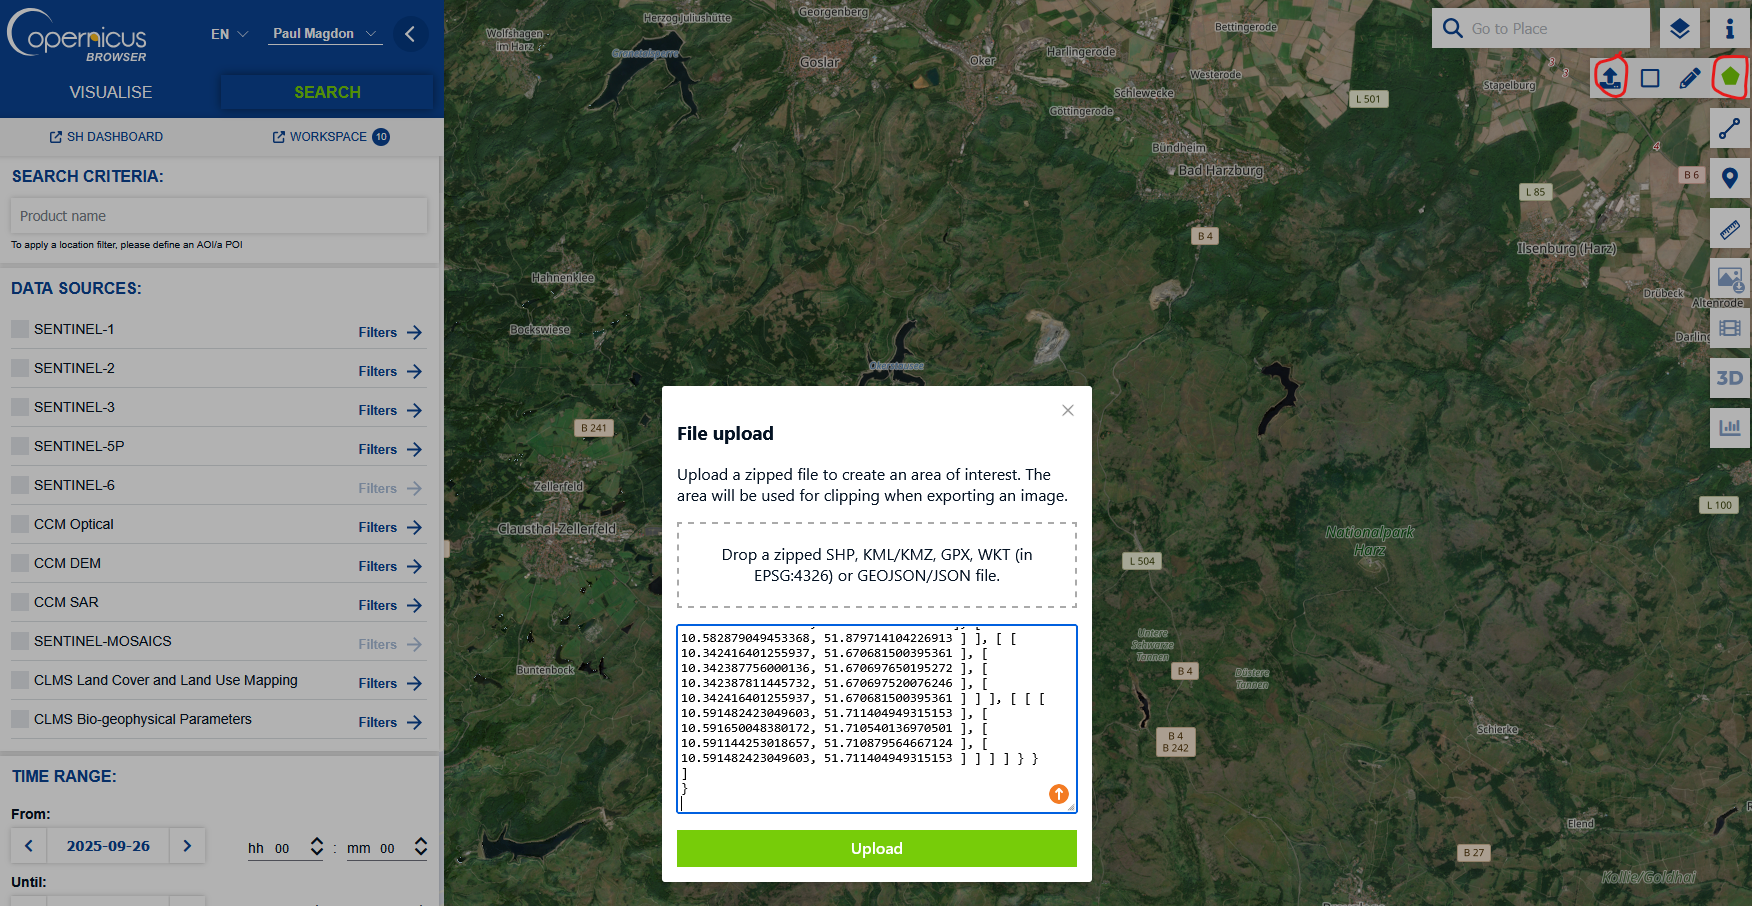 Copernicus
BROWSER
EN
Paul Magdon
VISUALISE
SEARCH
SH DASHBOARD
WORKSPACE 10
SEARCH CRITERIA:
Product name
To apply a location filter, please define an AOI/a POI
DATA SOURCES:
SENTINEL-1 Filters
SENTINEL-2 Filters
SENTINEL-3 Filters
SENTINEL-5P Filters
SENTINEL-6 Filters
CCM Optical Filters
CCM DEM Filters
CCM SAR Filters
SENTINEL-MOSAICS Filters
CLMS Land Cover and Land Use Mapping Filters
CLMS Bio-geophysical Parameters Filters
TIME RANGE:
From:
2025-09-26 hh 00 : mm 00
Until:
Go to Place
Wolfshagen
im Harz
Herzog Juliushütte
Georgenberg
Granetalsperre
Goslar
Oker
Harlingerode
Bettingerode
Westerode
Schlewecke
Göttingerode
Bündheim
Bad Harzburg
L 501
Stapelburg
3
3
4
B 6
L 85
B 4
Ilsenburg (Harz)
Drübeck
Altenrode
Darling
3D
Hahnenklee
Bockswiese
Okerstausee
B 241
Zellerfeld
Clausthal-Zellerfeld
Buntenbock
Nationalpark
Harz
L 100
L 504
Untere
Schwarze
Tannen
B 4
Düstere
Tannen
B 4
B 242
Schierke
Elend
B 27
Kollie/Goldhai
File upload
Upload a zipped file to create an area of interest. The
area will be used for clipping when exporting an image.
Drop a zipped SHP, KML/KMZ, GPX, WKT (in
EPSG:4326) or GEOJSON/JSON file.
10.582879049453368, 51.879714104226913 ] ], [ [
10.342416401255937, 51.670681500395361 ], [
10.342387756000136, 51.670697650195272 ], [
10.342387811445732, 51.670697520076246 ], [
10.342416401255937, 51.670681500395361 ] ] ], [ [ [
10.591482423049603, 51.711404949315153 ], [
10.591650048380172, 51.710540136970501 ], [
10.591144253018657, 51.710879564667124 ], [
10.591482423049603, 51.711404949315153 ] ] ] ] } }
]
}
Upload